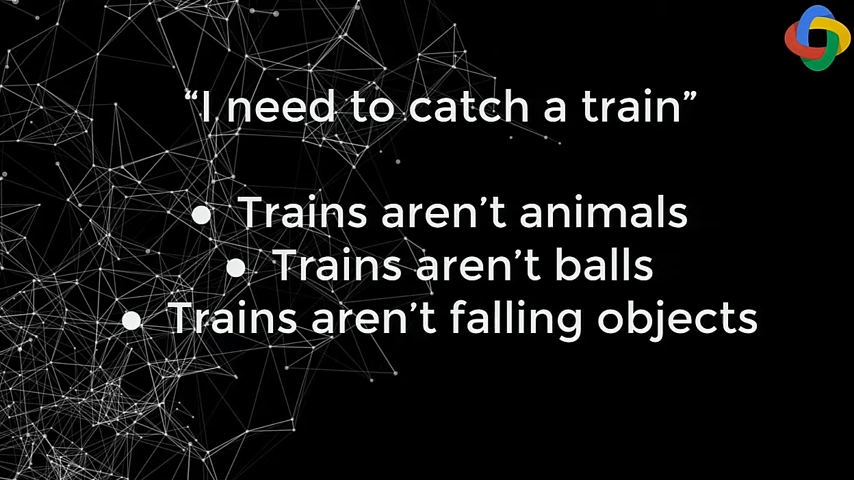 “I need to catch a train”
● Trains aren’t animals
● Trains aren’t balls
● Trains aren’t falling objects